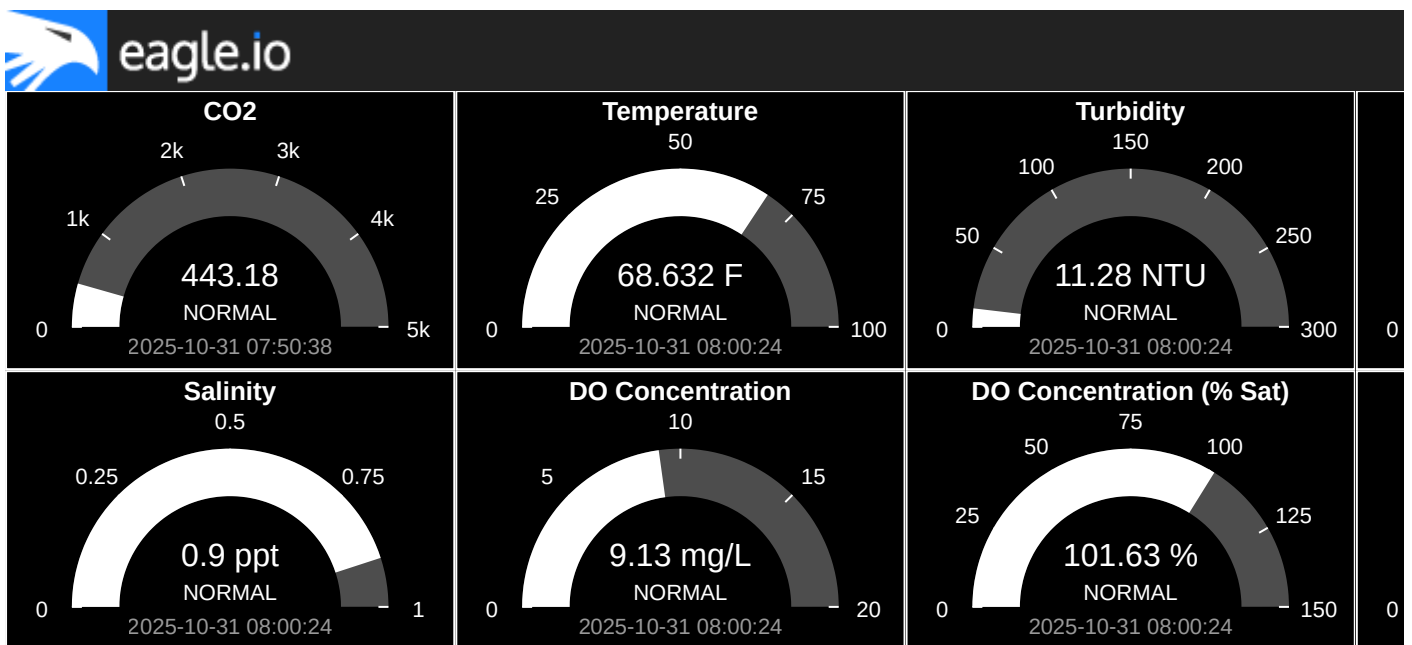 eagle.io
CO2
2k
3k
1k
4k
443.18
NORMAL
0
5k
2025-10-31 07:50:38
Temperature
50
25
75
68.632 F
NORMAL
0
100
2025-10-31 08:00:24
Turbidity
150
100
200
50
250
11.28 NTU
NORMAL
0
300
2025-10-31 08:00:24
0
Salinity
0.5
0.25
0.75
0.9 ppt
NORMAL
0
1
2025-10-31 08:00:24
DO Concentration
10
5
15
9.13 mg/L
NORMAL
0
20
2025-10-31 08:00:24
DO Concentration (% Sat)
75
50
100
25
125
101.63 %
NORMAL
0
150
2025-10-31 08:00:24
0